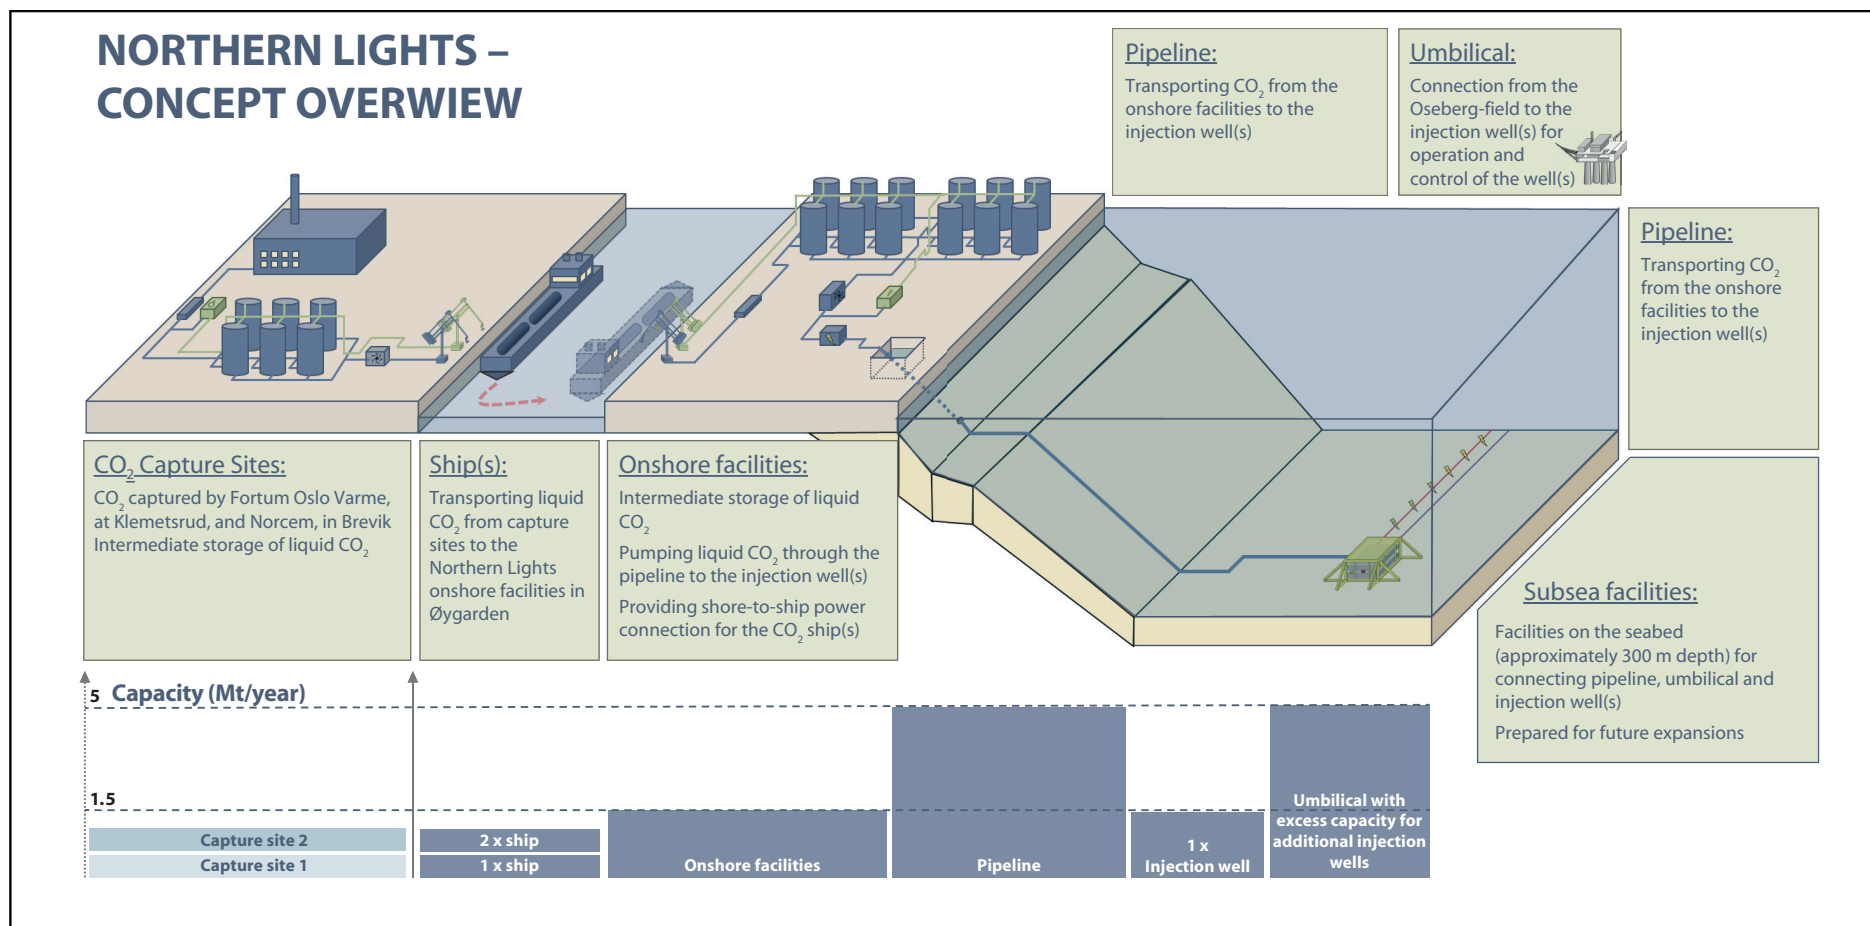 NORTHERN LIGHTS –
CONCEPT OVERWIEW
Pipeline:
Transporting CO₂ from the
onshore facilities to the
injection well(s)
Umbilical:
Connection from the
Oseberg-field to the
injection well(s) for
operation and
control of the well(s)
Pipeline:
Transporting CO₂
from the onshore
facilities to the
injection well(s)
CO₂ Capture Sites:
CO₂ captured by Fortum Oslo Varme,
at Klemetsrud, and Norcem, in Brevik
Intermediate storage of liquid CO₂
Ship(s):
Transporting liquid
CO₂ from capture
sites to the
Northern Lights
onshore facilities in
Øygarden
Onshore facilities:
Intermediate storage of liquid
CO₂
Pumping liquid CO₂ through the
pipeline to the injection well(s)
Providing shore-to-ship power
connection for the CO₂ ship(s)
Subsea facilities:
Facilities on the seabed
(approximately 300 m depth) for
connecting pipeline, umbilical and
injection well(s)
Prepared for future expansions
5 Capacity (Mt/year)
1.5
Capture site 2
Capture site 1
2 x ship
1 x ship
Onshore facilities
Pipeline
1 x
Injection well
Umbilical with
excess capacity for
additional injection
wells